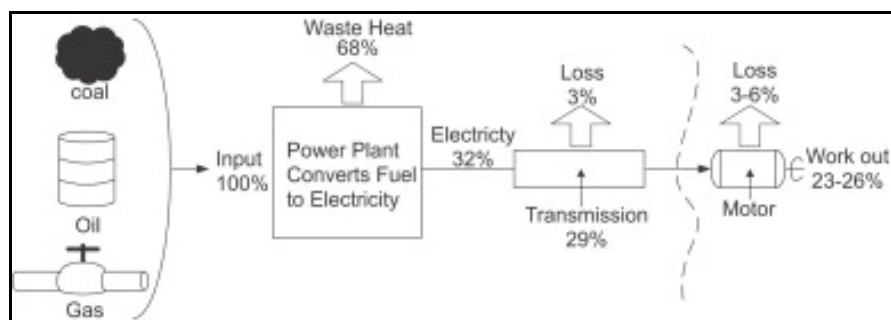 coal
Oil
Gas
Input
100%
Waste Heat
68%
Power Plant
Converts Fuel
to Electricity
Electricty
32%
Loss
3%
Transmission
29%
Loss
3-6%
Motor
Work out
23-26%